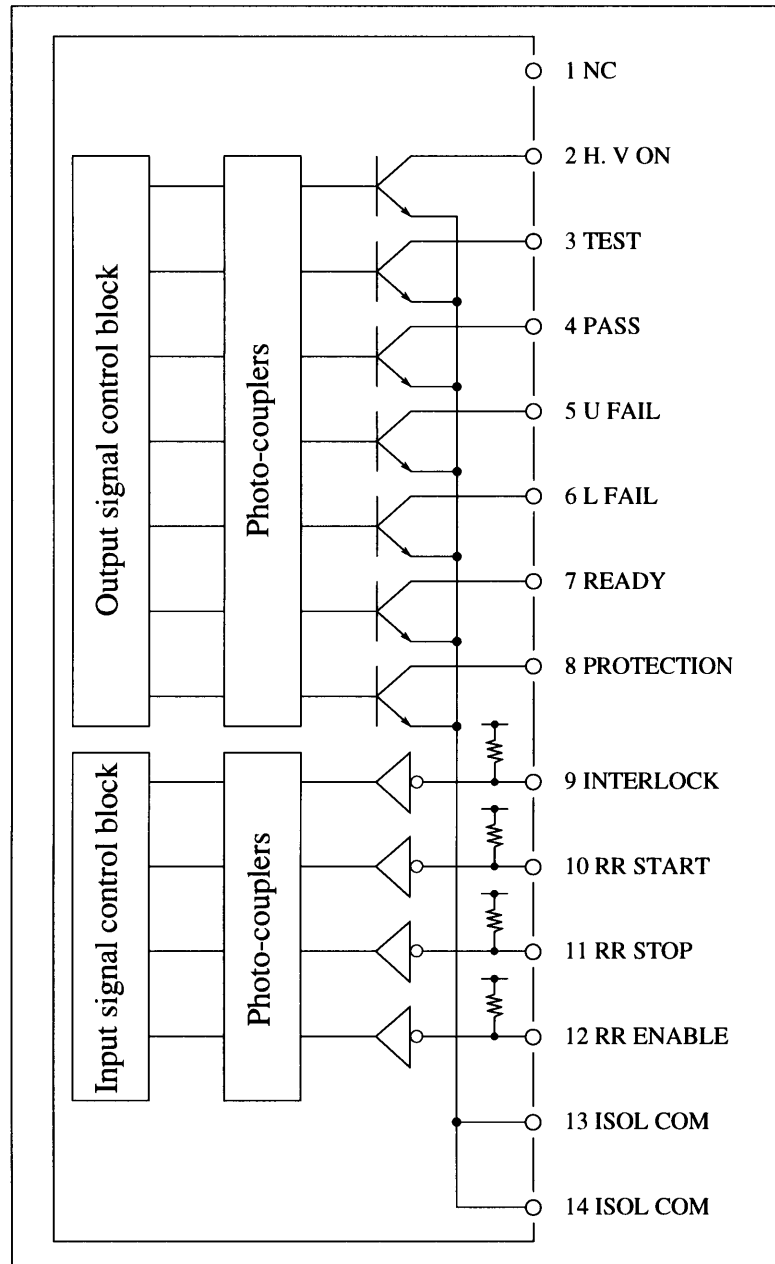 1 NC
2 H. V ON
3 TEST
4 PASS
5 U FAIL
6 L FAIL
7 READY
8 PROTECTION
Output signal control block
Photo-couplers
9 INTERLOCK
10 RR START
11 RR STOP
12 RR ENABLE
Input signal control block
Photo-couplers
13 ISOL COM
14 ISOL COM